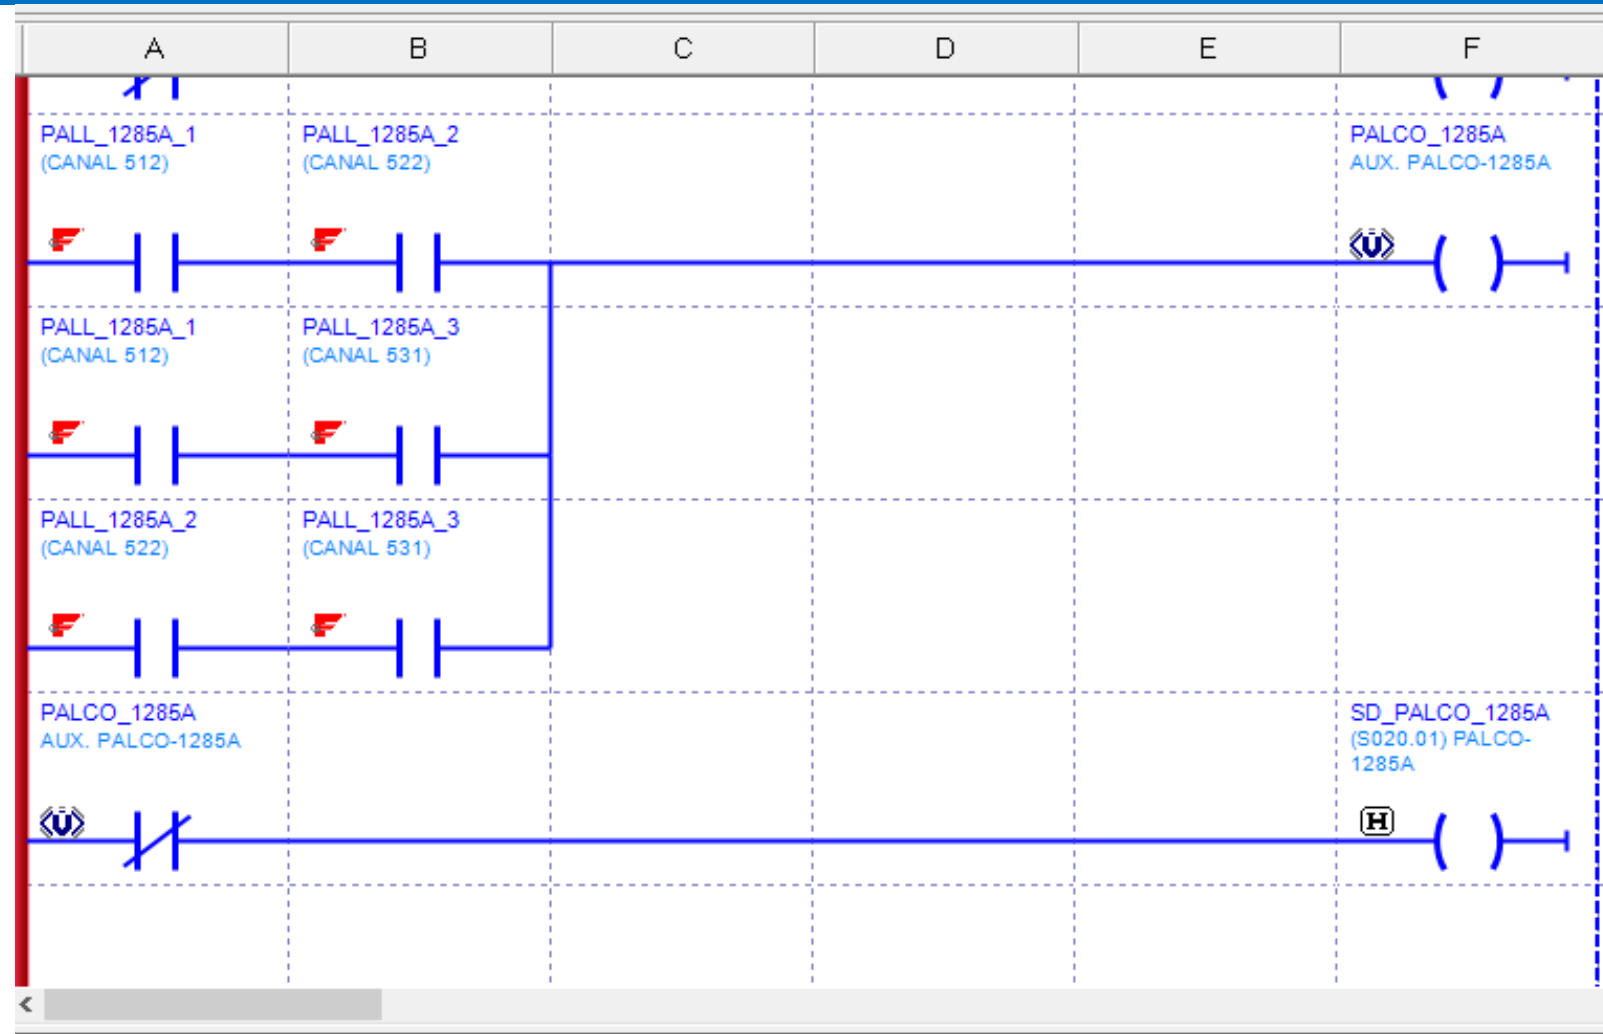 A B C D E F
PALL_1285A_1 PALL_1285A_2 PALCO_1285A
(CANAL 512) (CANAL 522) AUX. PALCO-1285A
F F U
PALL_1285A_1 PALL_1285A_3
(CANAL 512) (CANAL 531)
F F
PALL_1285A_2 PALL_1285A_3
(CANAL 522) (CANAL 531)
F F
PALCO_1285A SD_PALCO_1285A
AUX. PALCO-1285A (S020.01) PALCO-
1285A
U H